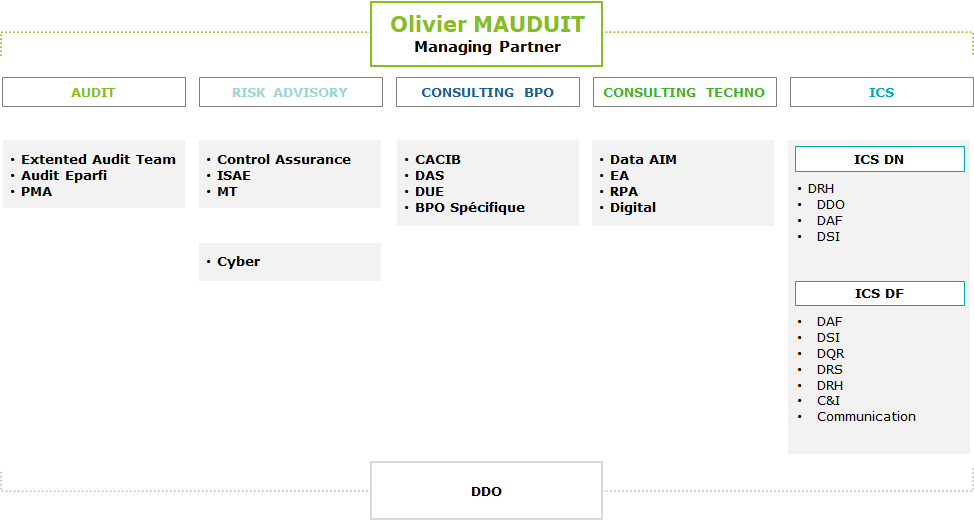 Olivier MAUDUIT
Managing Partner
AUDIT
RISK ADVISORY
CONSULTING BPO
CONSULTING TECHNO
ICS
• Extented Audit Team
• Audit Eparfi
• PMA
• Control Assurance
• ISAE
• MT
• Cyber
• CACIB
• DAS
• DUE
• BPO Spécifique
• Data AIM
• EA
• RPA
• Digital
ICS DN
• DRH
• DDO
• DAF
• DSI
ICS DF
• DAF
• DSI
• DQR
• DRS
• DRH
• C&I
• Communication
DDO